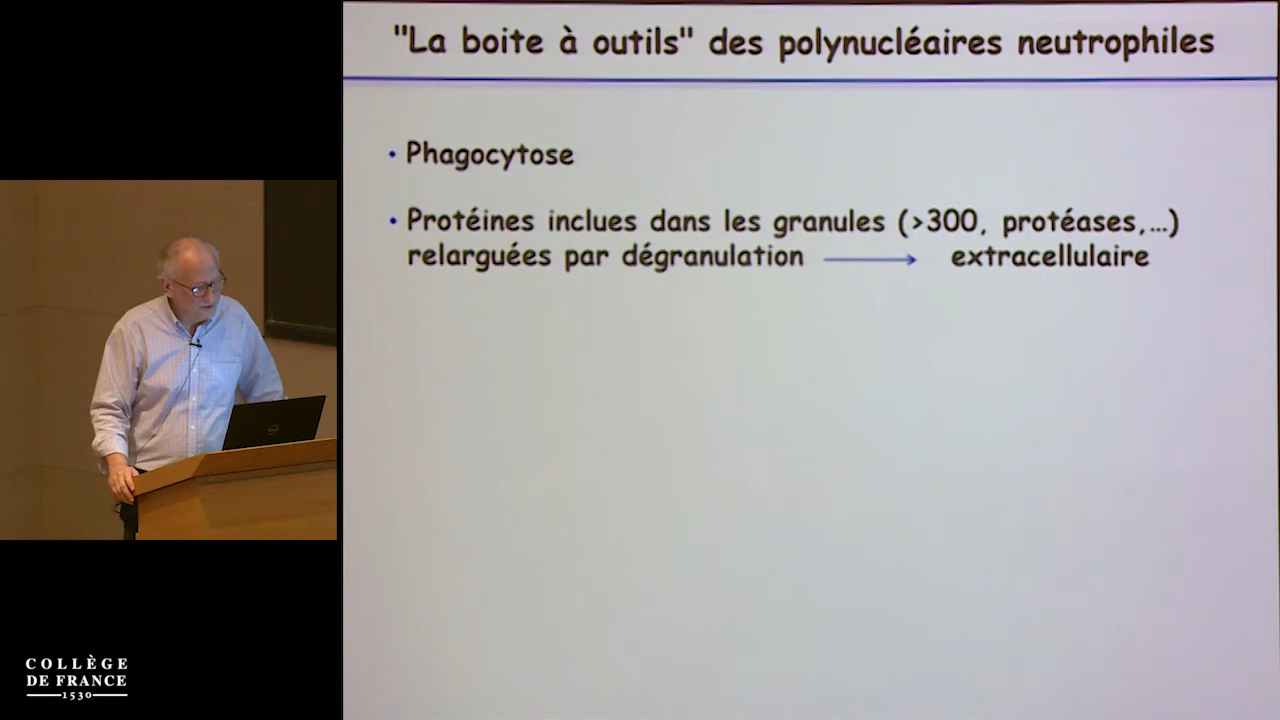 "La boite à outils" des polynucléaires neutrophiles
• Phagocytose
• Protéines inclues dans les granules (>300, protéases,...)
relarguées par dégranulation ⟶ extracellulaire
COLLÈGE
DE FRANCE
1530